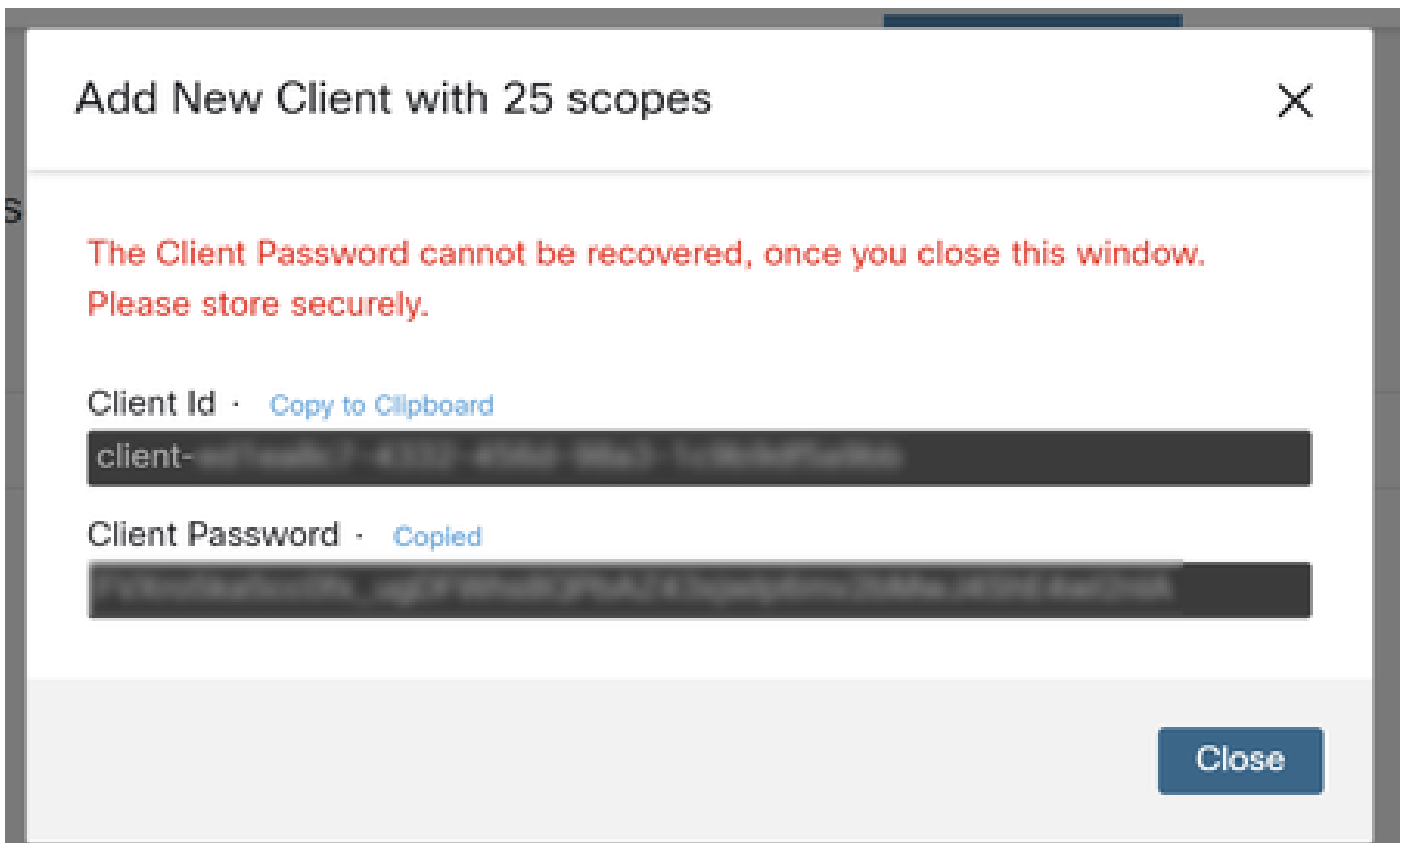 Add New Client with 25 scopes
s
The Client Password cannot be recovered, once you close this window.
Please store securely.
Client Id · Copy to Clipboard
client-
Client Password · Copied
Close